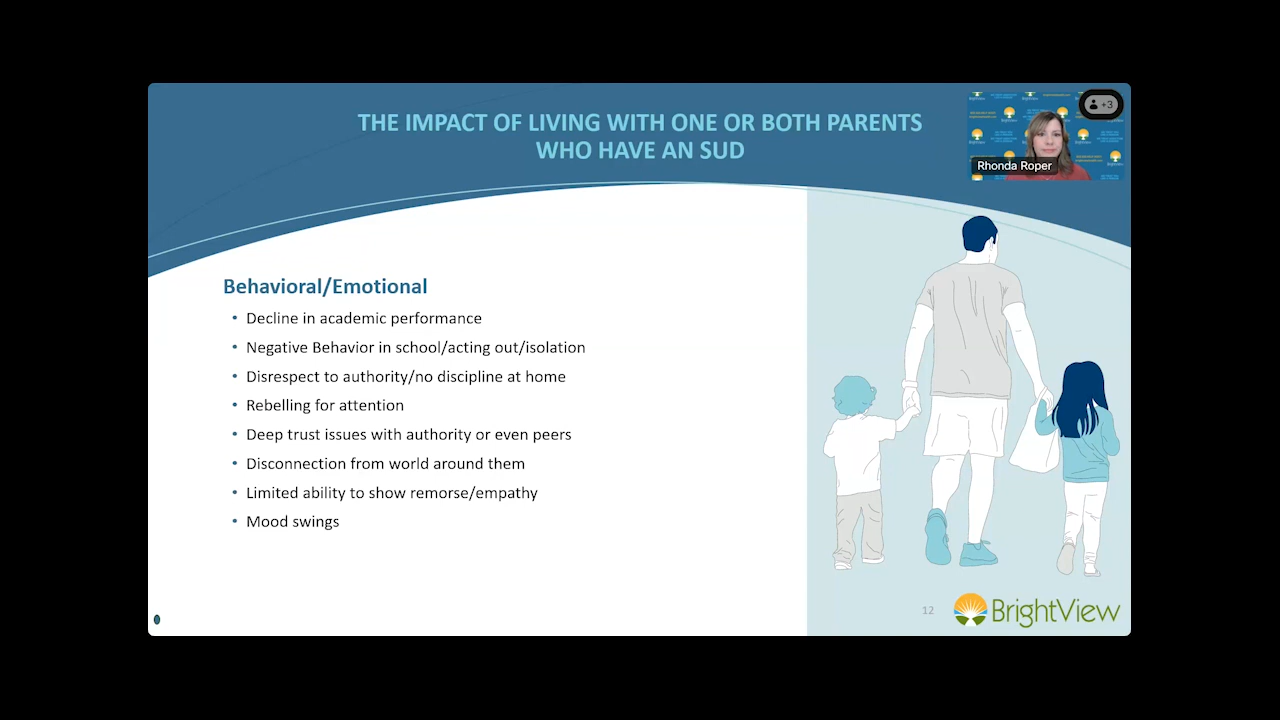 THE IMPACT OF LIVING WITH ONE OR BOTH PARENTS
WHO HAVE AN SUD
+3
Rhonda Roper
Behavioral/Emotional
• Decline in academic performance
• Negative Behavior in school/acting out/isolation
• Disrespect to authority/no discipline at home
• Rebelling for attention
• Deep trust issues with authority or even peers
• Disconnection from world around them
• Limited ability to show remorse/empathy
• Mood swings
12
BrightView